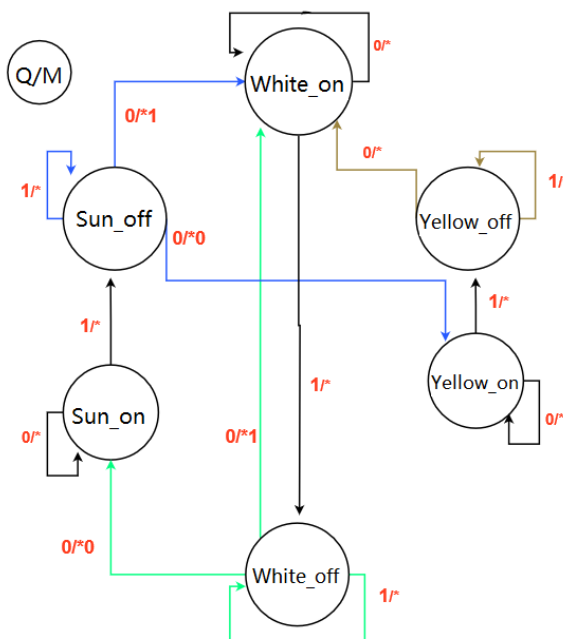 0/*
Q/M
White_on
0/*1
0/*
1/*
1/
Sun_off
Yellow_off
0/*0
1/*
1/*
Yellow_on
1/*
Sun_on
0/*
0/*
0/*1
0/*0
White_off
1/*